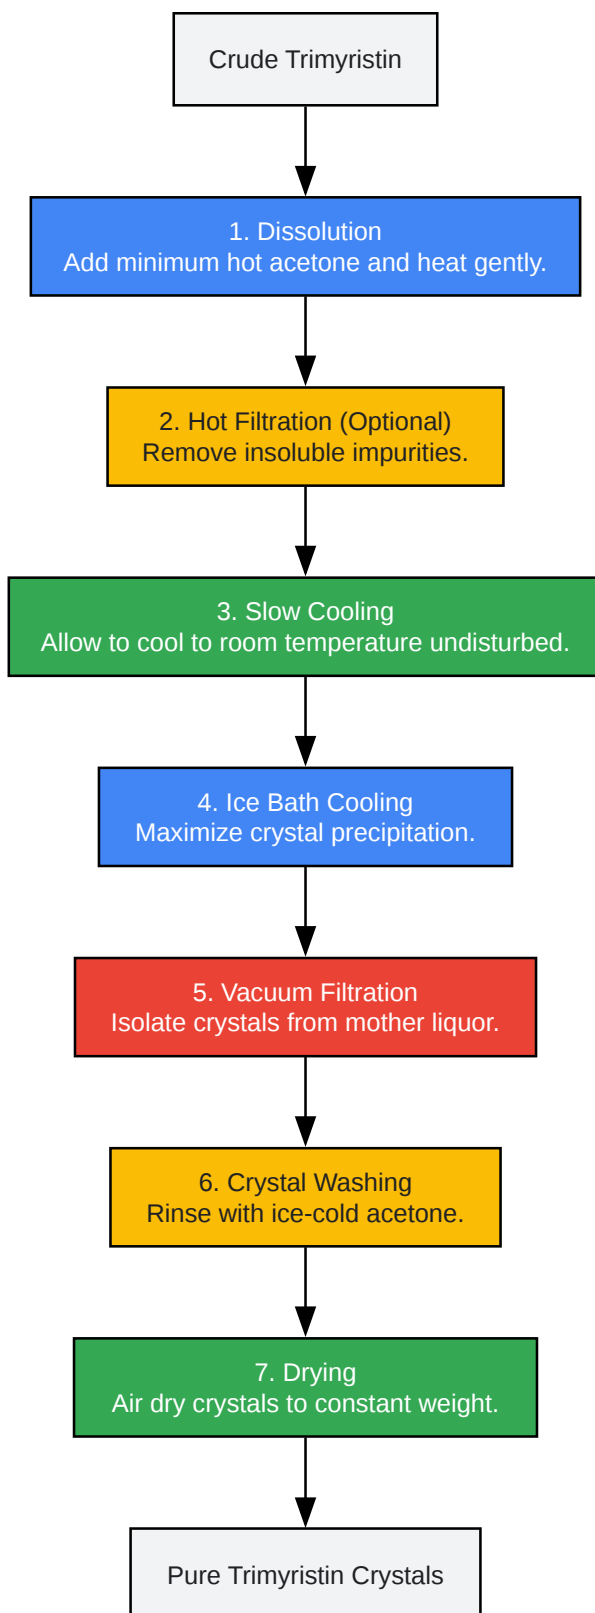 Crude Trimyristin
1. Dissolution
Add minimum hot acetone and heat gently.
2. Hot Filtration (Optional)
Remove insoluble impurities.
3. Slow Cooling
Allow to cool to room temperature undisturbed.
4. Ice Bath Cooling
Maximize crystal precipitation.
5. Vacuum Filtration
Isolate crystals from mother liquor.
6. Crystal Washing
Rinse with ice-cold acetone.
7. Drying
Air dry crystals to constant weight.
Pure Trimyristin Crystals